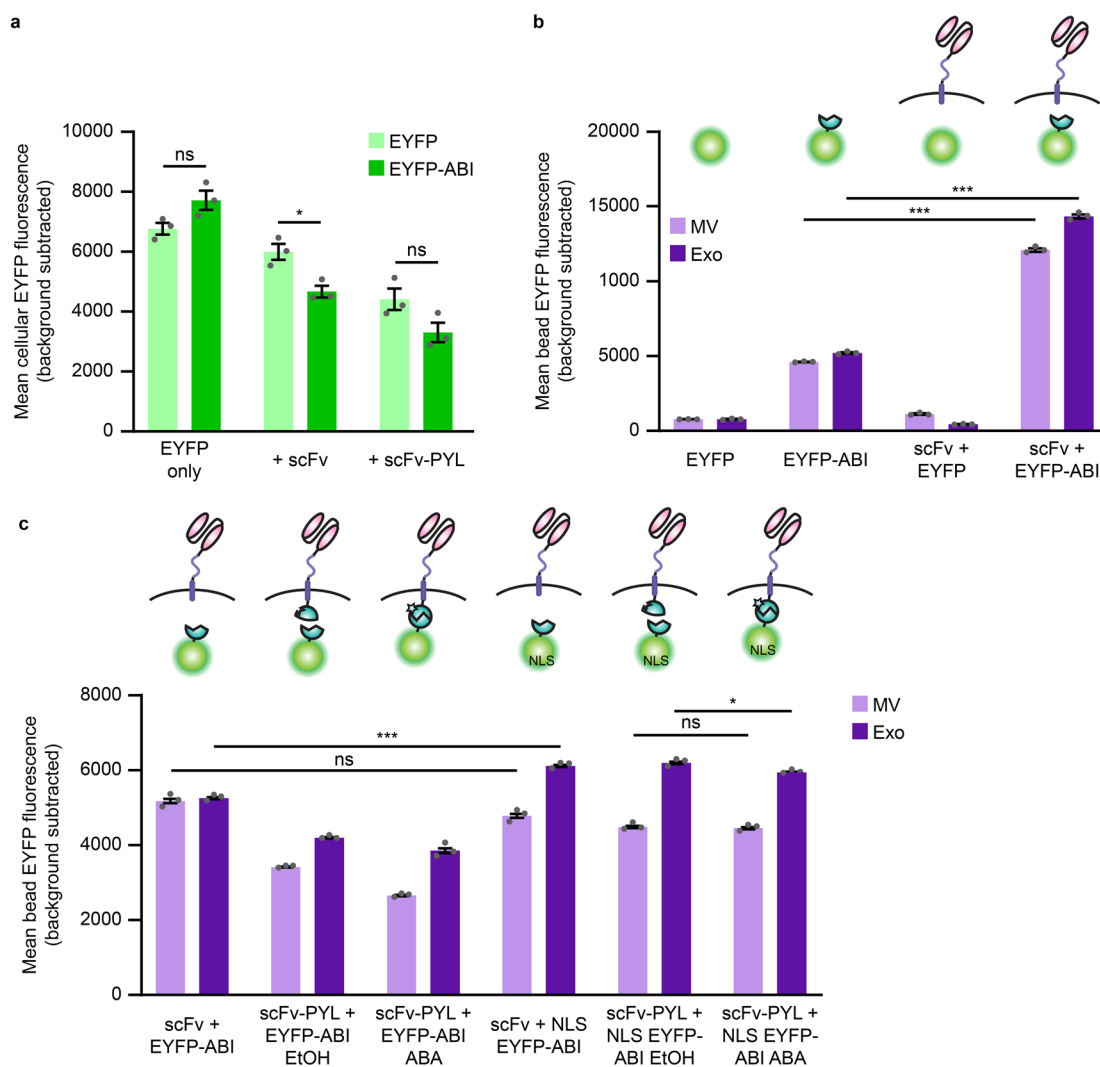 a
Mean cellular EYFP fluorescence
(background subtracted)
10000
8000
6000
4000
2000
0
ns
*
ns
EYFP
EYFP-ABI
EYFP
only
+ scFv
+ scFv-PYL
b
Mean bead EYFP fluorescence
(background subtracted)
20000
15000
10000
5000
0
***
***
MV
Exo
EYFP
EYFP-ABI
scFv +
EYFP
scFv +
EYFP-ABI
c
NLS
NLS
NLS
Mean bead EYFP fluorescence
(background subtracted)
8000
6000
4000
2000
0
***
ns
*
ns
MV
Exo
scFv +
EYFP-ABI
scFv-PYL +
EYFP-ABI
EtOH
scFv-PYL +
EYFP-ABI
ABA
scFv + NLS
EYFP-ABI
scFv-PYL +
NLS EYFP-
ABI EtOH
scFv-PYL +
NLS EYFP-
ABI ABA